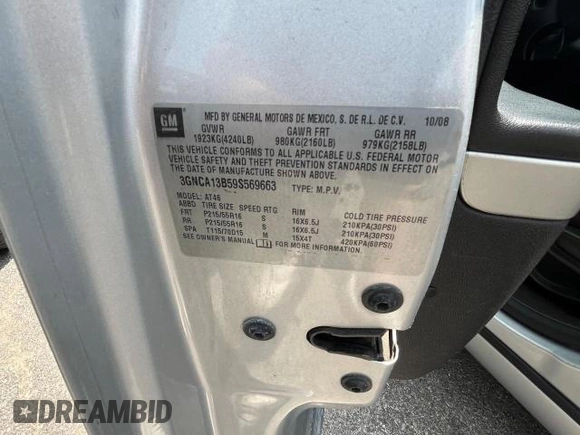 GM
MFD BY GENERAL MOTORS DE MEXICO, S. DE R.L. DE C.V. 10/08
GVWR GAWR FRT GAWR RR
1923KG(4240LB) 980KG(2160LB) 979KG(2158LB)
THIS VEHICLE CONFORMS TO ALL APPLICABLE U.S. FEDERAL MOTOR
VEHICLE SAFETY AND THEFT PREVENTION STANDARDS IN EFFECT ON
THE DATE OF MANUFACTURE SHOWN ABOVE.
3GNCA13B59S569663 TYPE: M.P.V.
MODEL: AT46
TIRE SIZE SPEED RTG RIM COLD TIRE PRESSURE
FRT P215/55R16 S 16X6.5J 210KPA(30PSI)
RR P215/55R16 S 16X6.5J 210KPA(30PSI)
SPA T115/70D15 M 15X4T 420KPA(60PSI)
SEE OWNER'S MANUAL FOR MORE INFORMATION.
DREAMBID